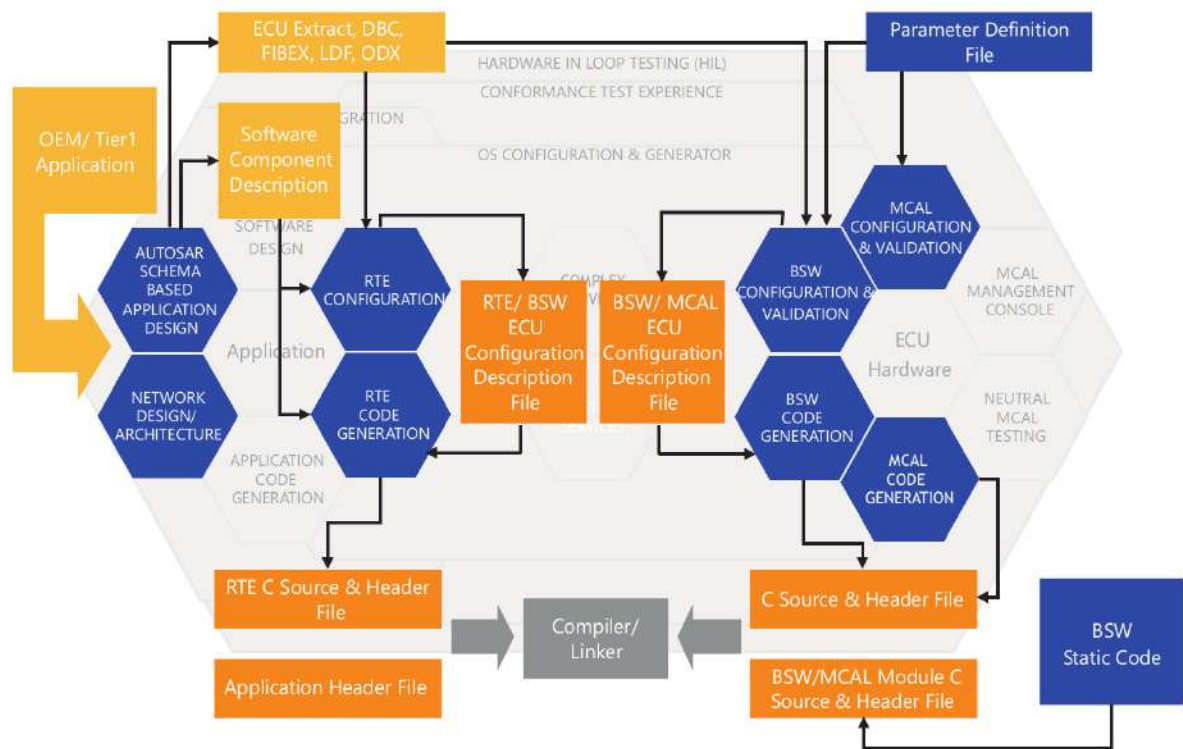 ECU Extract, DBC,
FIBEX, LDF, ODX
Parameter Definition
File
HARDWARE IN LOOP TESTING (HIL)
CONFORMANCE TEST EXPERIENCE
GRATION
OS CONFIGURATION & GENERATOR
OEM/ Tier1
Application
Software
Component
Description
SOFTWARE
DESIGN
MCAL
CONFIGURATION
& VALIDATION
AUTOSAR
SCHEMA
BASED
APPLICATION
DESIGN
RTE
CONFIGURATION
COMPLEX
RTE/ BSW
ECU
Configuration
Description
File
BSW/ MCAL
ECU
Configuration
Description
File
BSW
CONFIGURATION &
VALIDATION
MCAL
MANAGEMENT
CONSOLE
Application
ECU
Hardware
NETWORK
DESIGN/
ARCHITECTURE
RTE
CODE
GENERATION
SERVICES
BSW
CODE
GENERATION
NEUTRAL
MCAL
TESTING
APPLICATION
CODE
GENERATION
MCAL
CODE
GENERATION
RTE C Source & Header
File
Compiler/
Linker
C Source & Header File
BSW
Static Code
Application Header File
BSW/MCAL Module C
Source & Header File